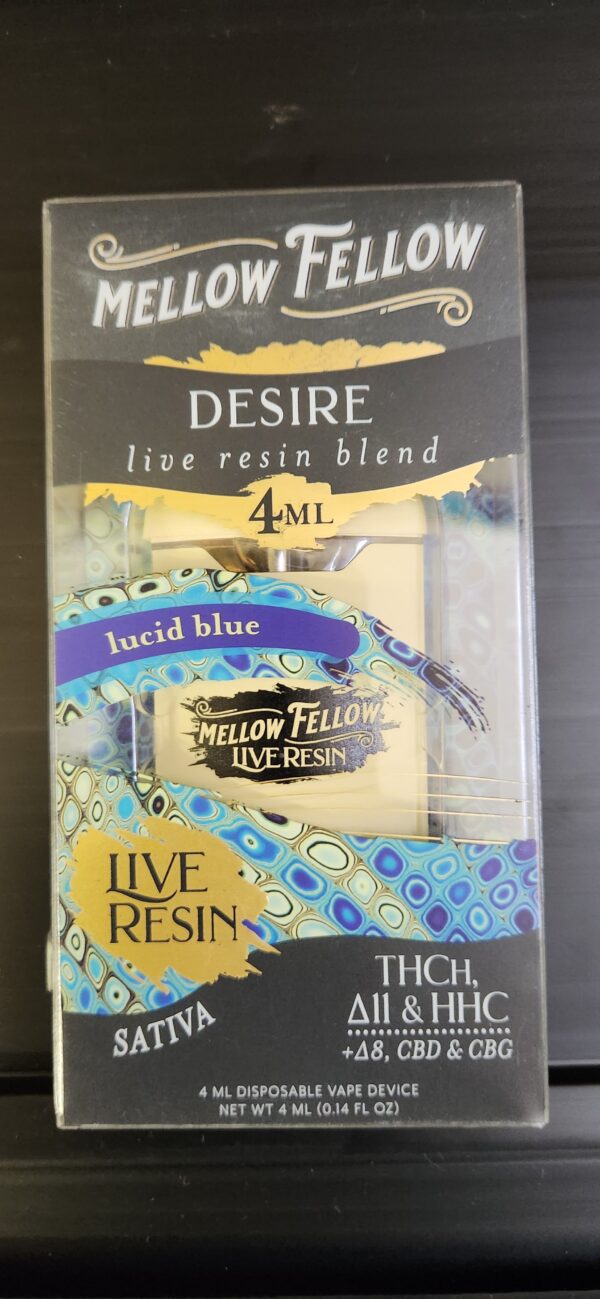 MELLOW FELLOW
DESIRE
live resin blend
4ML
lucid blue
MELLOW FELLOW
LIVE RESIN
LIVE
RESIN
SATIVA
THCH,
Δ11 & HHC
+Δ8, CBD & CBG
4 ML DISPOSABLE VAPE DEVICE
NET WT 4 ML (0.14 FL OZ)